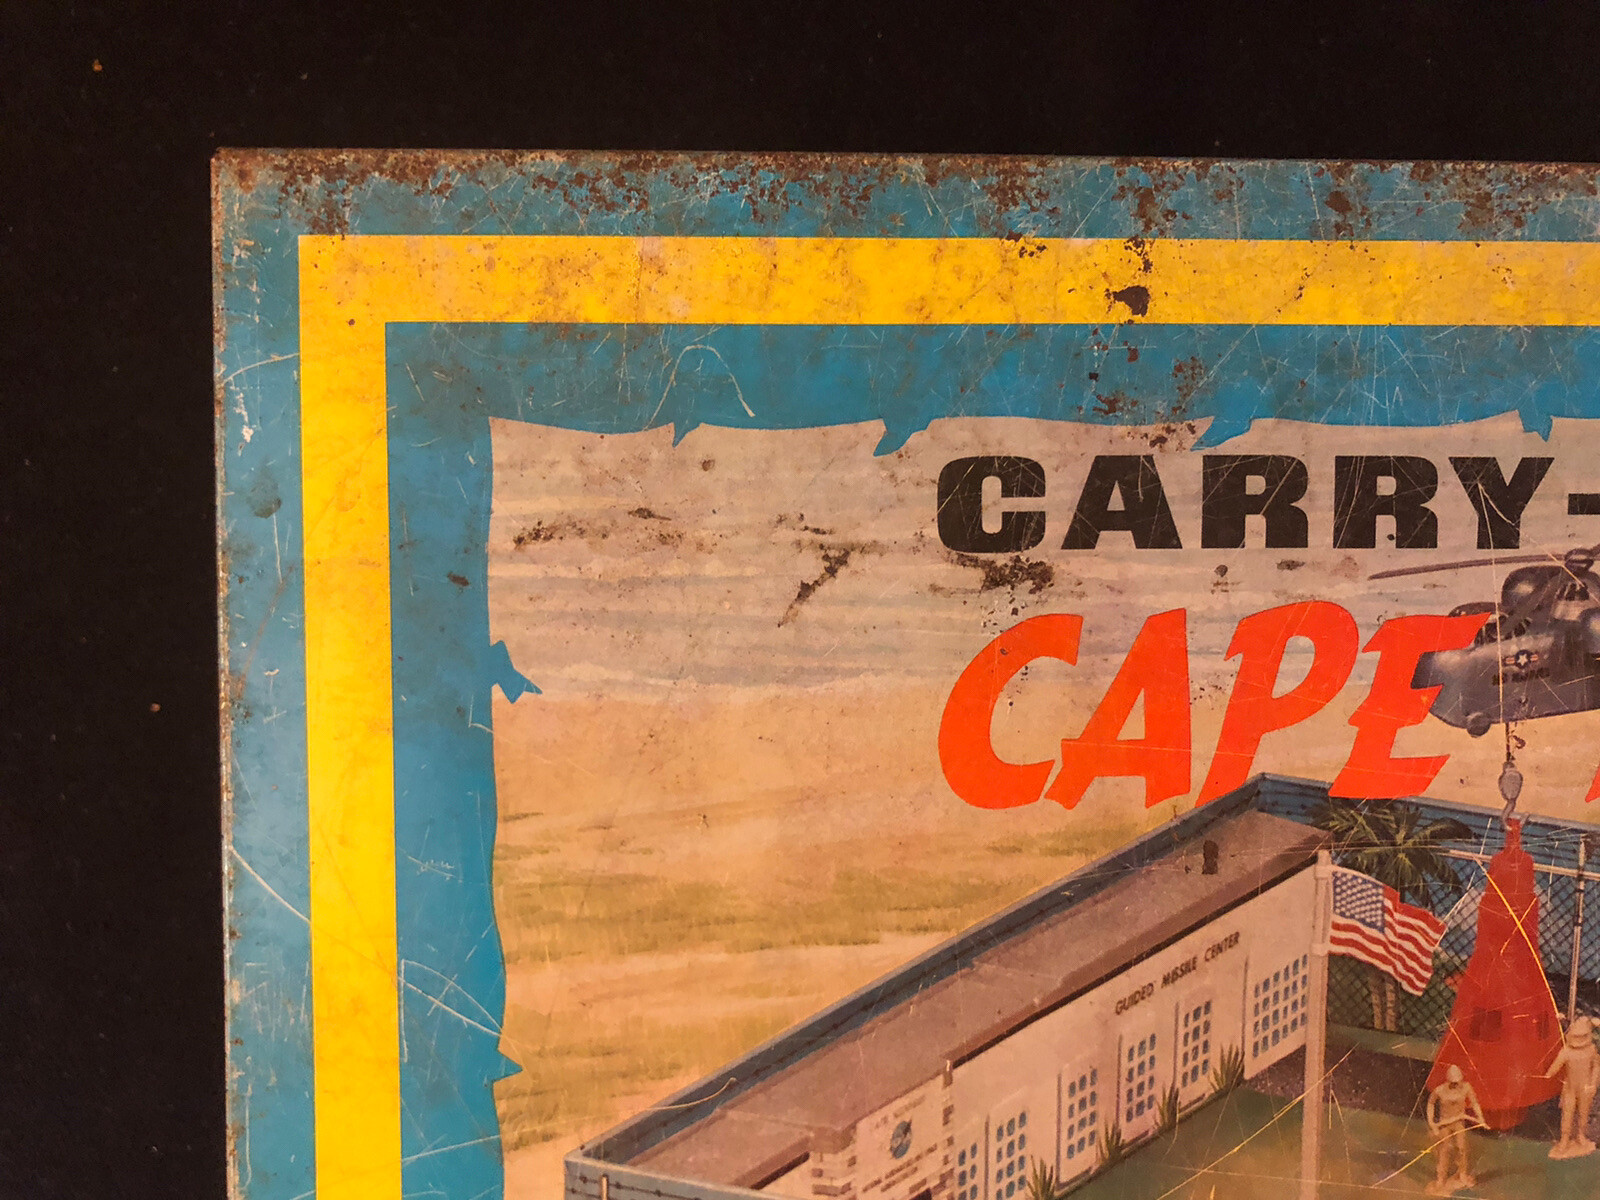 CARRY-
CAPE
GUIDED MISSILE CENTER